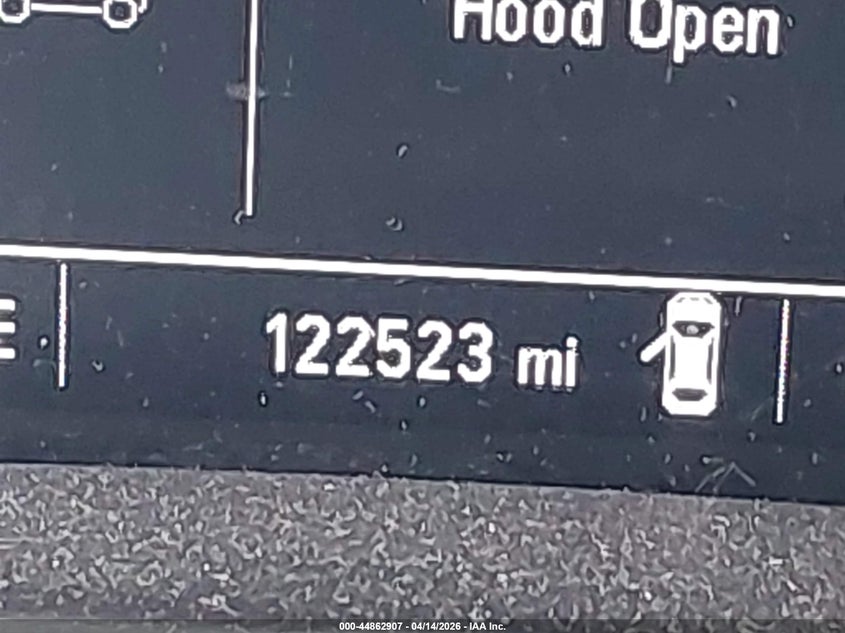 Hood Open
E
122523 mi
000-44862907 - 04/14/2026 - IAA Inc.